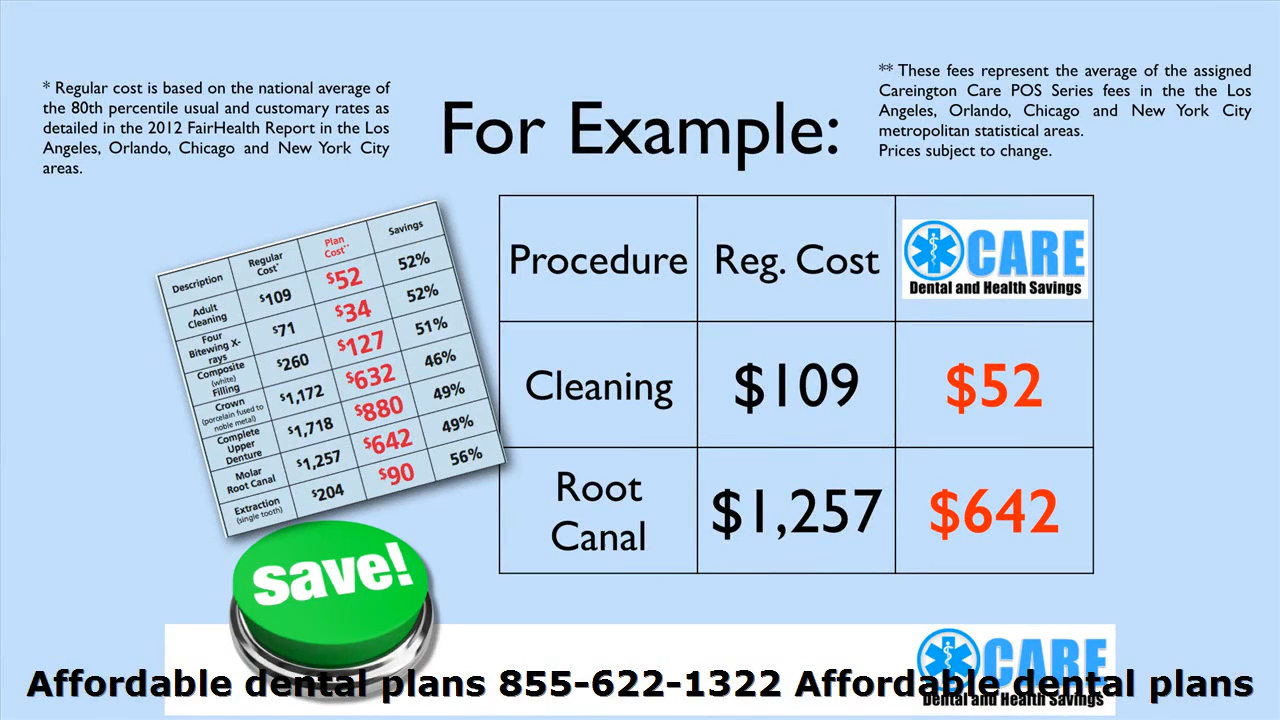 * Regular cost is based on the national average of
the 80th percentile usual and customary rates as
detailed in the 2012 FairHealth Report in the Los
Angeles, Orlando, Chicago and New York City
areas.
For Example:
** These fees represent the average of the assigned
Careington Care POS Series fees in the the Los
Angeles, Orlando, Chicago and New York City
metropolitan statistical areas.
Prices subject to change.
Description Regular Cost* Plan Cost** Savings
Adult Cleaning $109 $52 52%
Four Bitewing X-rays $71 $34 52%
Composite (white) Filling $260 $127 51%
Crown (porcelain fused to noble metal) $1,172 $632 46%
Complete Upper Denture $1,718 $880 49%
Molar Root Canal $1,257 $642 49%
Extraction (single tooth) $204 $90 56%
Procedure Reg. Cost CARE
Dental and Health Savings
Cleaning $109 $52
Root
Canal $1,257 $642
save!
CARE
Dental and Health Savings
Affordable dental plans 855-622-1322 Affordable dental plans